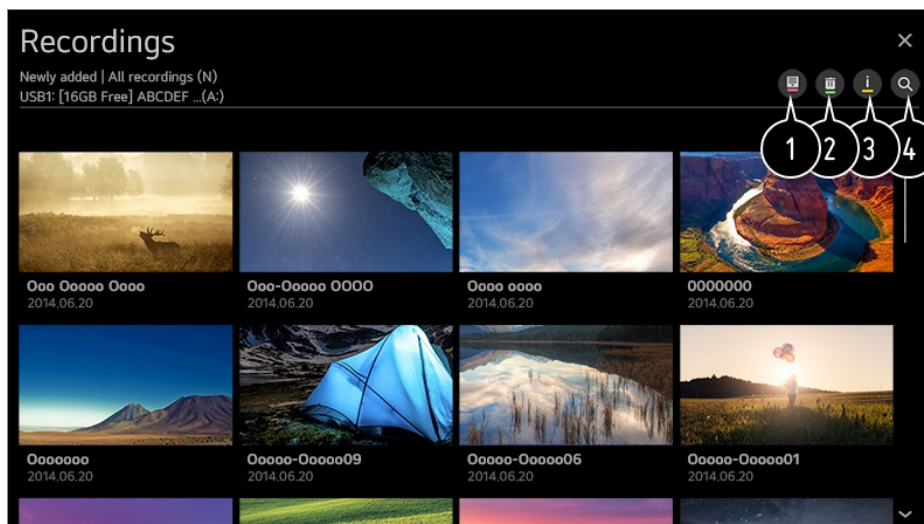 Recordings
Newly added | All recordings (N)
USB1: [16GB Free] ABCDEF ...(A:)
1 2 3 4
Ooo Ooooo Oooo
2014.06.20
Ooo-Ooooo OOOO
2014.06.20
Oooo oooo
2014.06.20
OOOOOOO
2014.06.20
Ooooooo
2014.06.20
Ooooo-Ooooo09
2014.06.20
Ooooo-Ooooo06
2014.06.20
Ooooo-Ooooo01
2014.06.20